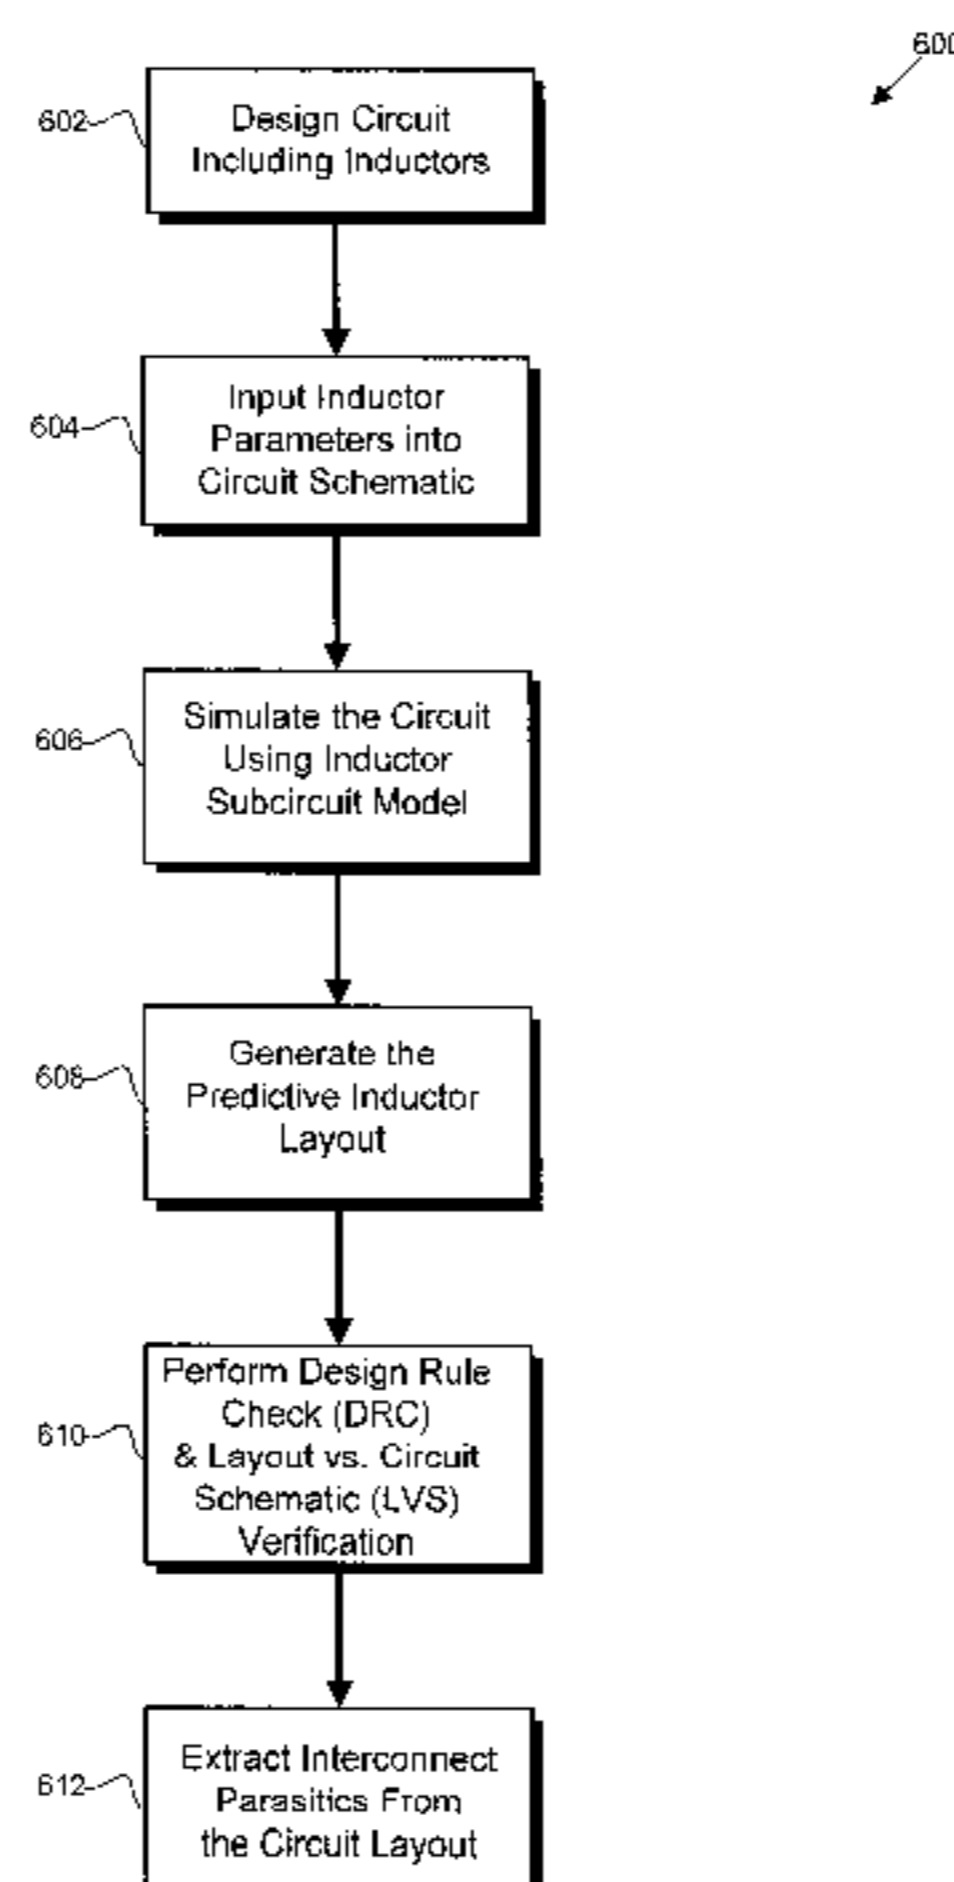 600
602
Design Circuit
Including Inductors
604
Input Inductor
Parameters into
Circuit Schematic
606
Simulate the Circuit
Using Inductor
Subcircuit Model
608
Generate the
Predictive Inductor
Layout
610
Perform Design Rule
Check (DRC)
& Layout vs. Circuit
Schematic (LVS)
Verification
612
Extract Interconnect
Parasitics From
the Circuit Layout